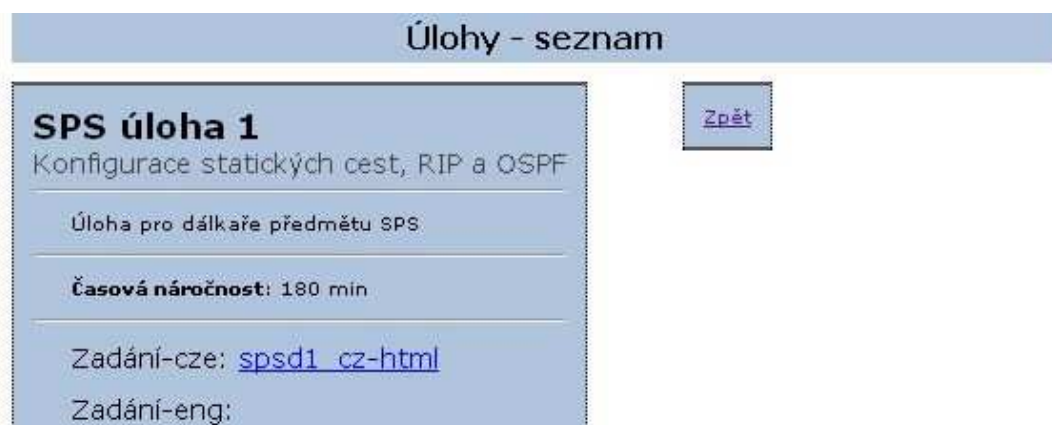 Úlohy - seznam
SPS úloha 1
Konfigurace statických cest, RIP a OSPF
Úloha pro dálkaře předmětu SPS
Časová náročnost: 180 min
Zadání-cze: spsd1_cz-html
Zadání-eng:
Zpět